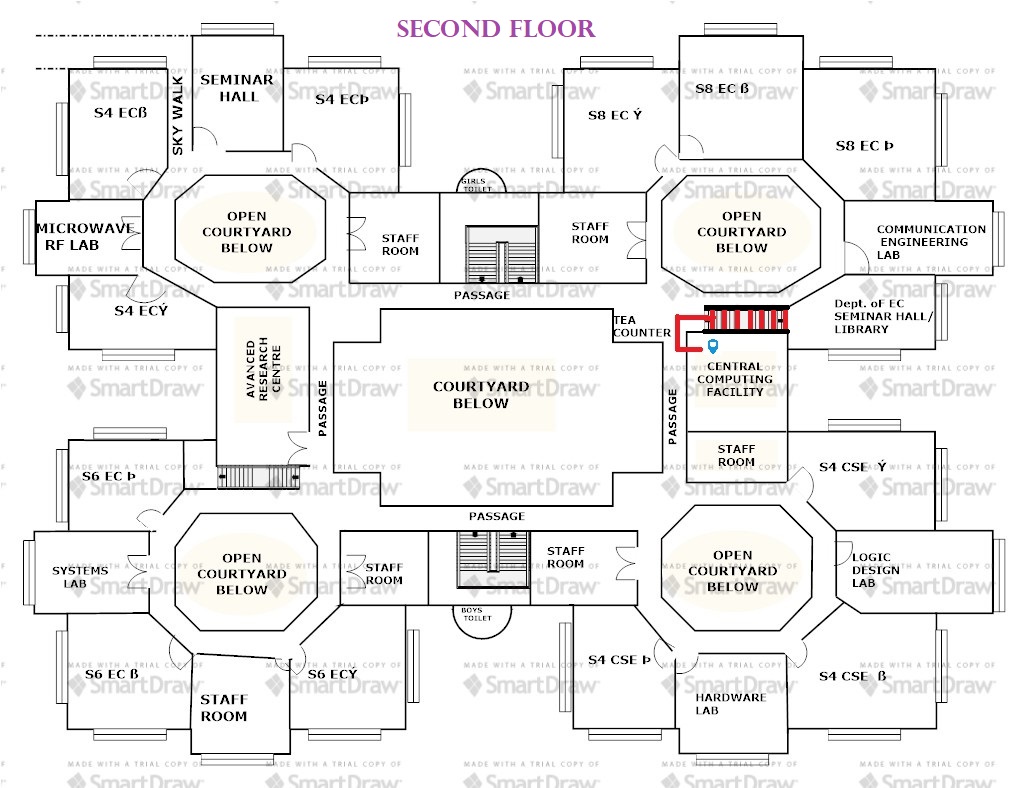 SECOND FLOOR
SEMINAR
HALL
S4 ECß
SKY WALK
S4 ECÞ
S8 EC Ý
S8 EC ß
S8 EC Þ
GIRLS
TOILET
MICROWAVE
RF LAB
OPEN
COURTYARD
BELOW
STAFF
ROOM
STAFF
ROOM
OPEN
COURTYARD
BELOW
COMMUNICATION
ENGINEERING
LAB
S4 ECÝ
PASSAGE
TEA
COUNTER
Dept. of EC
SEMINAR HALL/
LIBRARY
AVANCED
RESEARCH
CENTRE
PASSAGE
COURTYARD
BELOW
PASSAGE
CENTRAL
COMPUTING
FACILITY
STAFF
ROOM
S6 EC Þ
S4 CSE Ý
PASSAGE
SYSTEMS
LAB
OPEN
COURTYARD
BELOW
STAFF
ROOM
STAFF
ROOM
OPEN
COURTYARD
BELOW
LOGIC
DESIGN
LAB
BOYS
TOILET
S6 EC ß
STAFF
ROOM
S6 ECÝ
S4 CSE Þ
HARDWARE
LAB
S4 CSE ß
MADE WITH A TRIAL COPY OF
SmartDraw